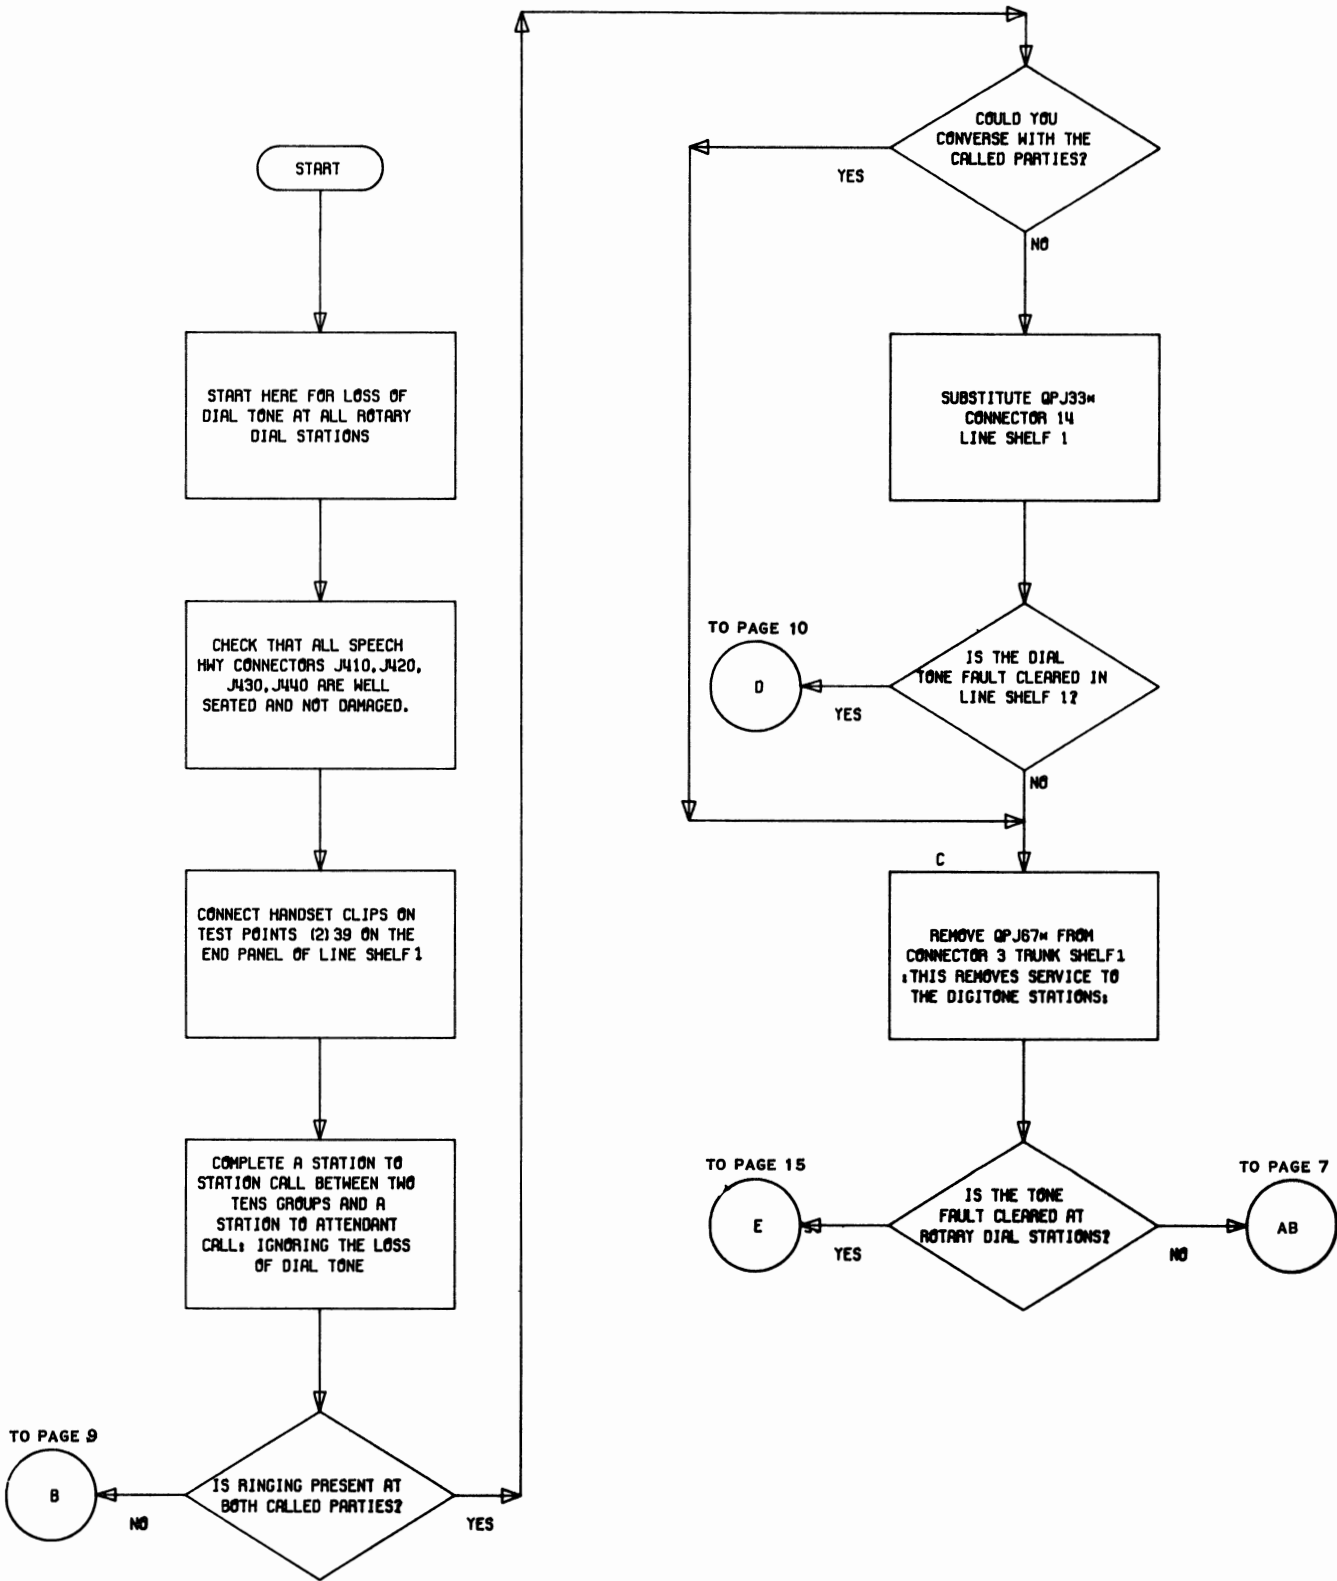 START
START HERE FOR LOSS OF
DIAL TONE AT ALL ROTARY
DIAL STATIONS
CHECK THAT ALL SPEECH
HWY CONNECTORS J410,J420,
J430,J440 ARE WELL
SEATED AND NOT DAMAGED.
CONNECT HANDSET CLIPS ON
TEST POINTS (2)39 ON THE
END PANEL OF LINE SHELF1
COMPLETE A STATION TO
STATION CALL BETWEEN TWO
TENS GROUPS AND A
STATION TO ATTENDANT
CALL: IGNORING THE LOSS
OF DIAL TONE
IS RINGING PRESENT AT
BOTH CALLED PARTIES?
TO PAGE 9
B
NO
YES
COULD YOU
CONVERSE WITH THE
CALLED PARTIES?
YES
NO
SUBSTITUTE QPJ33*
CONNECTOR 14
LINE SHELF 1
IS THE DIAL
TONE FAULT CLEARED IN
LINE SHELF 1?
TO PAGE 10
D
YES
NO
C
REMOVE QPJ67* FROM
CONNECTOR 3 TRUNK SHELF1
:THIS REMOVES SERVICE TO
THE DIGITONE STATIONS:
IS THE TONE
FAULT CLEARED AT
ROTARY DIAL STATIONS?
TO PAGE 15
E
YES
NO
TO PAGE 7
AB